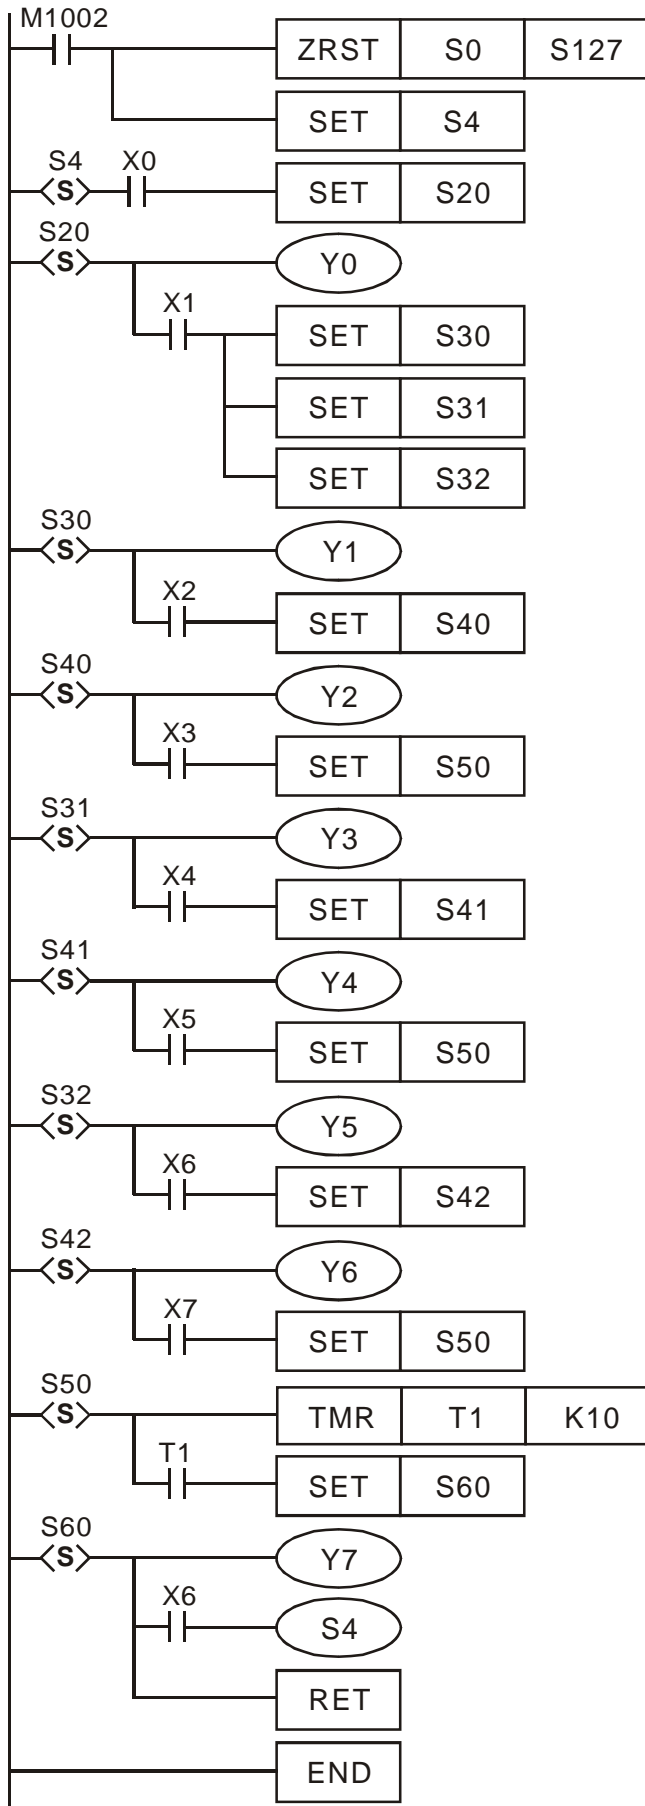 M1002
ZRST S0 S127
SET S4
S4 X0
S SET S20
S20
S Y0
X1
SET S30
SET S31
SET S32
S30
S Y1
X2
SET S40
S40
S Y2
X3
SET S50
S31
S Y3
X4
SET S41
S41
S Y4
X5
SET S50
S32
S Y5
X6
SET S42
S42
S Y6
X7
SET S50
S50
S TMR T1 K10
T1
SET S60
S60
S Y7
X6
S4
RET
END